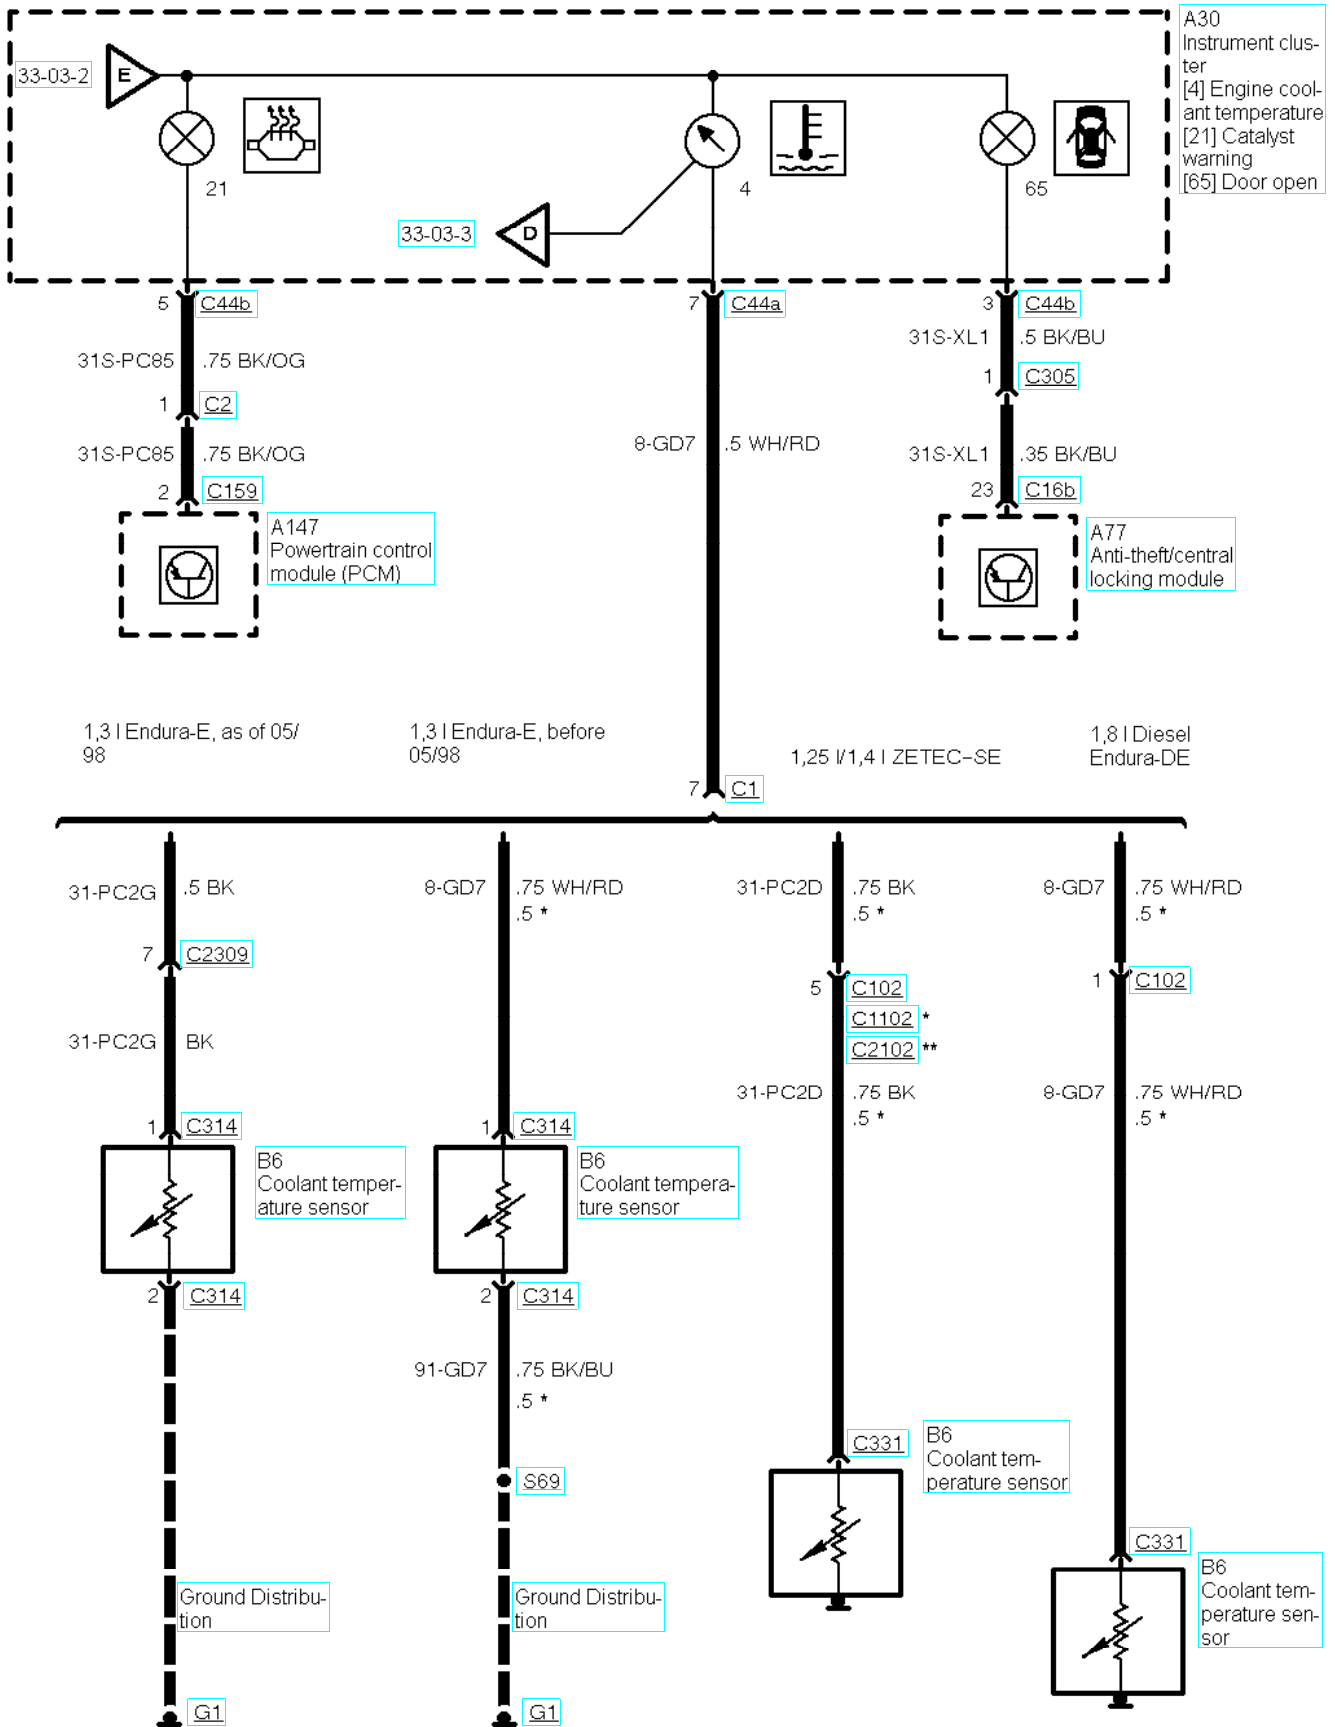 A30
Instrument clus-
ter
[4] Engine cool-
ant temperature
[21] Catalyst
warning
[65] Door open
33-03-2
E
21
4
65
33-03-3
D
5
C44b
7
C44a
3
C44b
31S-XL1
.5 BK/BU
31S-PC85
.75 BK/OG
1
C305
1
C2
8-GD7
.5 WH/RD
31S-PC85
.75 BK/OG
31S-XL1
.35 BK/BU
2
C159
23
C16b
A147
Powertrain control
module (PCM)
A77
Anti-theft/central
locking module
1,3 l Endura-E, as of 05/
98
1,3 l Endura-E, before
05/98
1,25 l/1,4 l ZETEC–SE
1,8 l Diesel
Endura-DE
7
C1
31-PC2G
.5 BK
8-GD7
.75 WH/RD
.5 *
31-PC2D
.75 BK
.5 *
8-GD7
.75 WH/RD
.5 *
7
C2309
5
C102
C1102 *
C2102 **
1
C102
31-PC2G
BK
31-PC2D
.75 BK
.5 *
8-GD7
.75 WH/RD
.5 *
1
C314
1
C314
B6
Coolant temper-
ature sensor
B6
Coolant tempera-
ture sensor
2
C314
2
C314
91-GD7
.75 BK/BU
.5 *
C331
B6
Coolant tem-
perature sensor
S69
C331
B6
Coolant tem-
perature sen-
sor
Ground Distribu-
tion
Ground Distribu-
tion
G1
G1